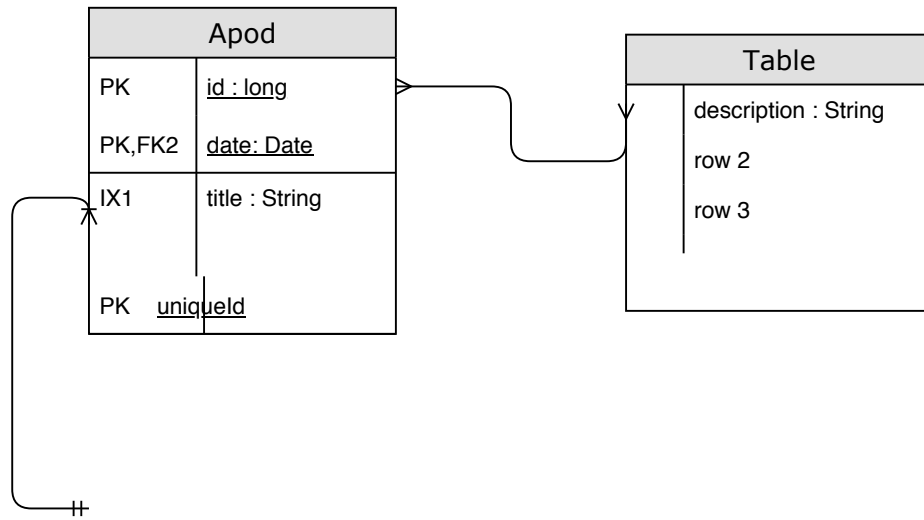 Apod
PK id : long
PK,FK2 date: Date
IX1 title : String
PK uniqueId
Table
description : String
row 2
row 3